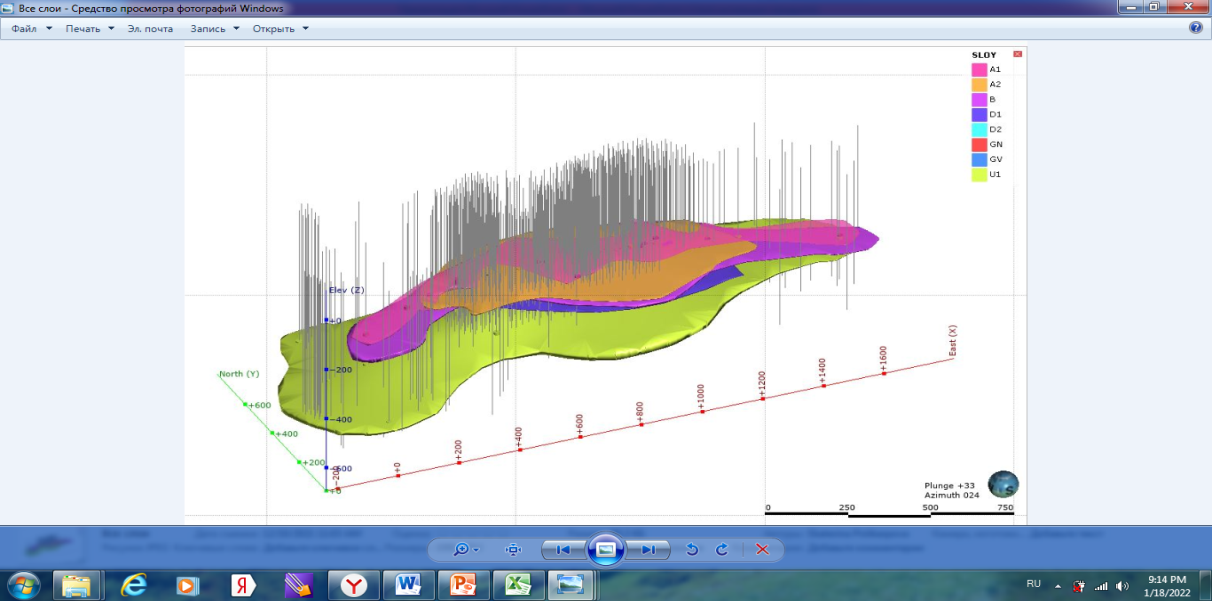 Все слои - Средство просмотра фотографий Windows
Файл Печать Эл. почта Запись Открыть
SLOY
A1
A2
B
D1
D2
GN
GV
U1
Elev (Z)
+0
-200
-400
-600
North (Y)
+600
+400
+200
+0
-200
+0
+200
+400
+600
+800
+1000
+1200
+1400
+1600
East (X)
Plunge +33
Azimuth 024
0 250 500 750
Все слои
RU
9:14 PM
1/18/2022